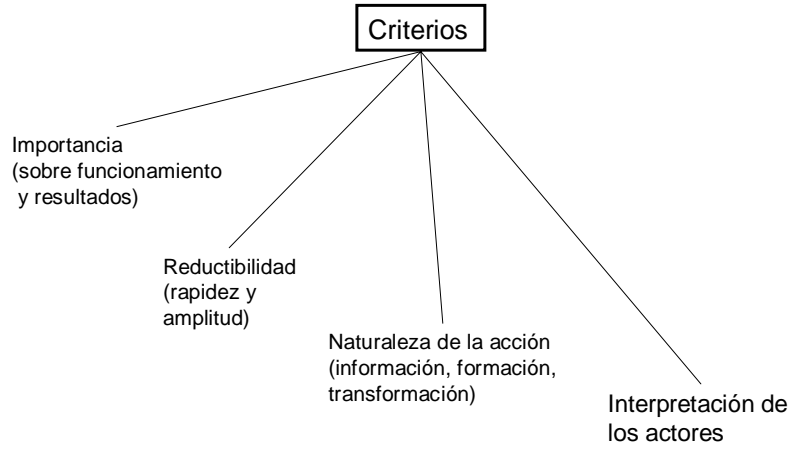 Criterios
Importancia
(sobre funcionamiento
y resultados)
Reductibilidad
(rapidez y
amplitud)
Naturaleza de la acción
(información, formación,
transformación)
Interpretación de
los actores